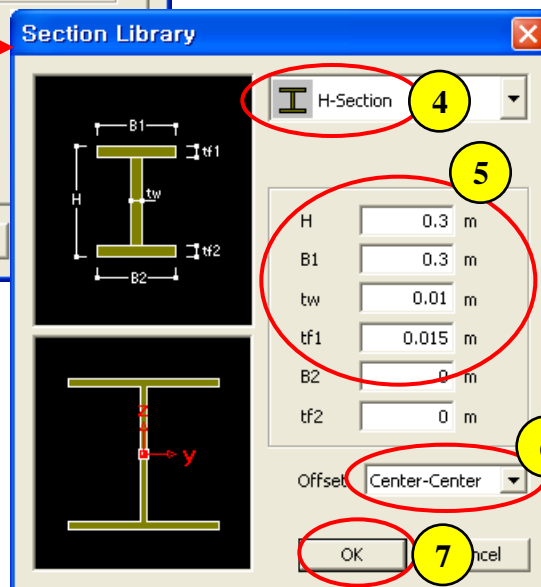 Section Library
H-Section 4
B1
tf1
H
tw
tf2
B2
5
H 0.3 m
B1 0.3 m
tw 0.01 m
tf1 0.015 m
B2 0 m
tf2 0 m
z
y
Offset Center-Center
OK 7 ncel